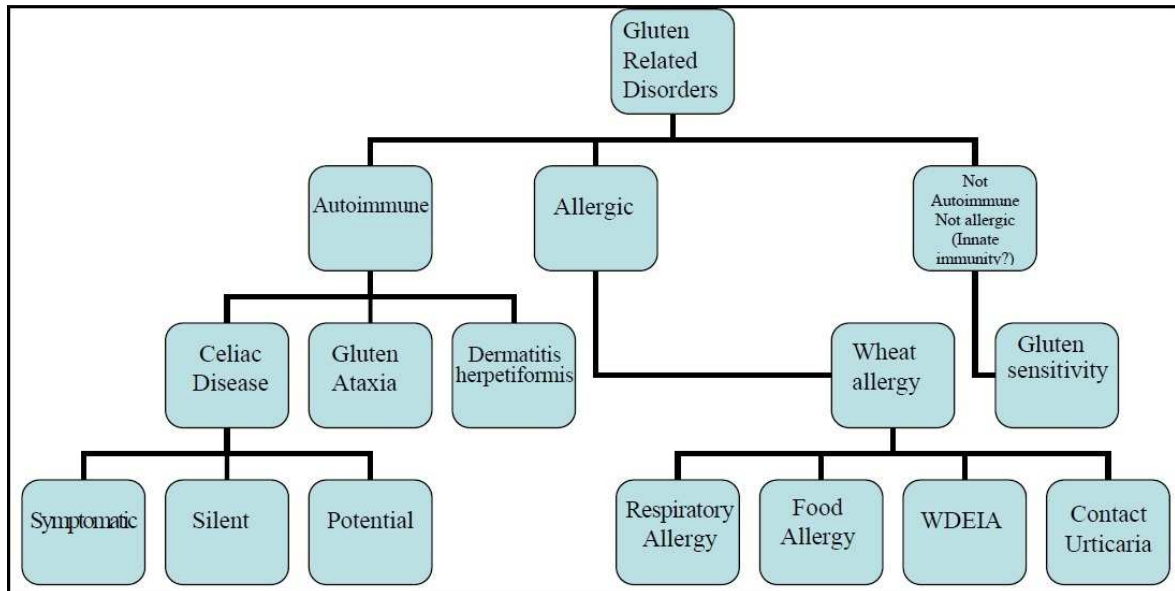 Gluten
Related
Disorders
Autoimmune
Allergic
Not
Autoimmune
Not allergic
(Innate
immunity?)
Celiac
Disease
Gluten
Ataxia
Dermatitis
herpetiformis
Wheat
allergy
Gluten
sensitivity
Symptomatic
Silent
Potential
Respiratory
Allergy
Food
Allergy
WDEIA
Contact
Urticaria